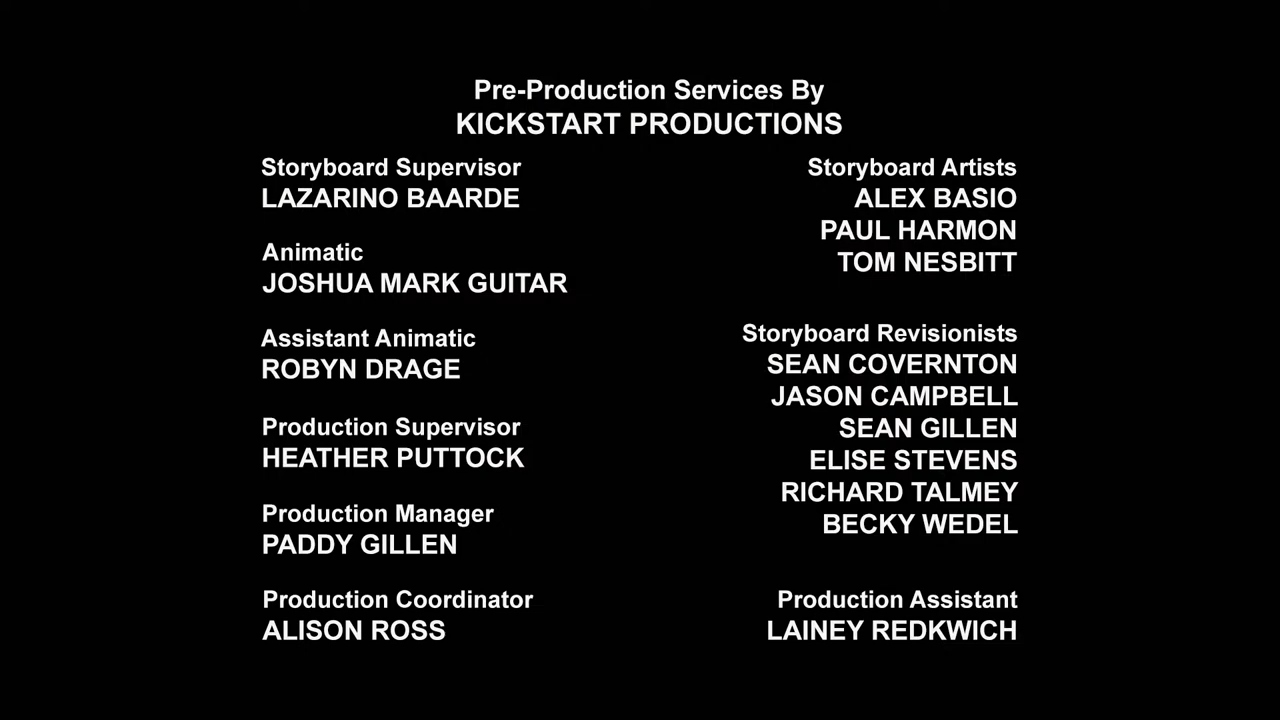 Pre-Production Services By
KICKSTART PRODUCTIONS
Storyboard Supervisor
LAZARINO BAARDE
Animatic
JOSHUA MARK GUITAR
Assistant Animatic
ROBYN DRAGE
Production Supervisor
HEATHER PUTTOCK
Production Manager
PADDY GILLEN
Production Coordinator
ALISON ROSS
Storyboard Artists
ALEX BASIO
PAUL HARMON
TOM NESBITT
Storyboard Revisionists
SEAN COVERNTON
JASON CAMPBELL
SEAN GILLEN
ELISE STEVENS
RICHARD TALMEY
BECKY WEDEL
Production Assistant
LAINEY REDKWICH